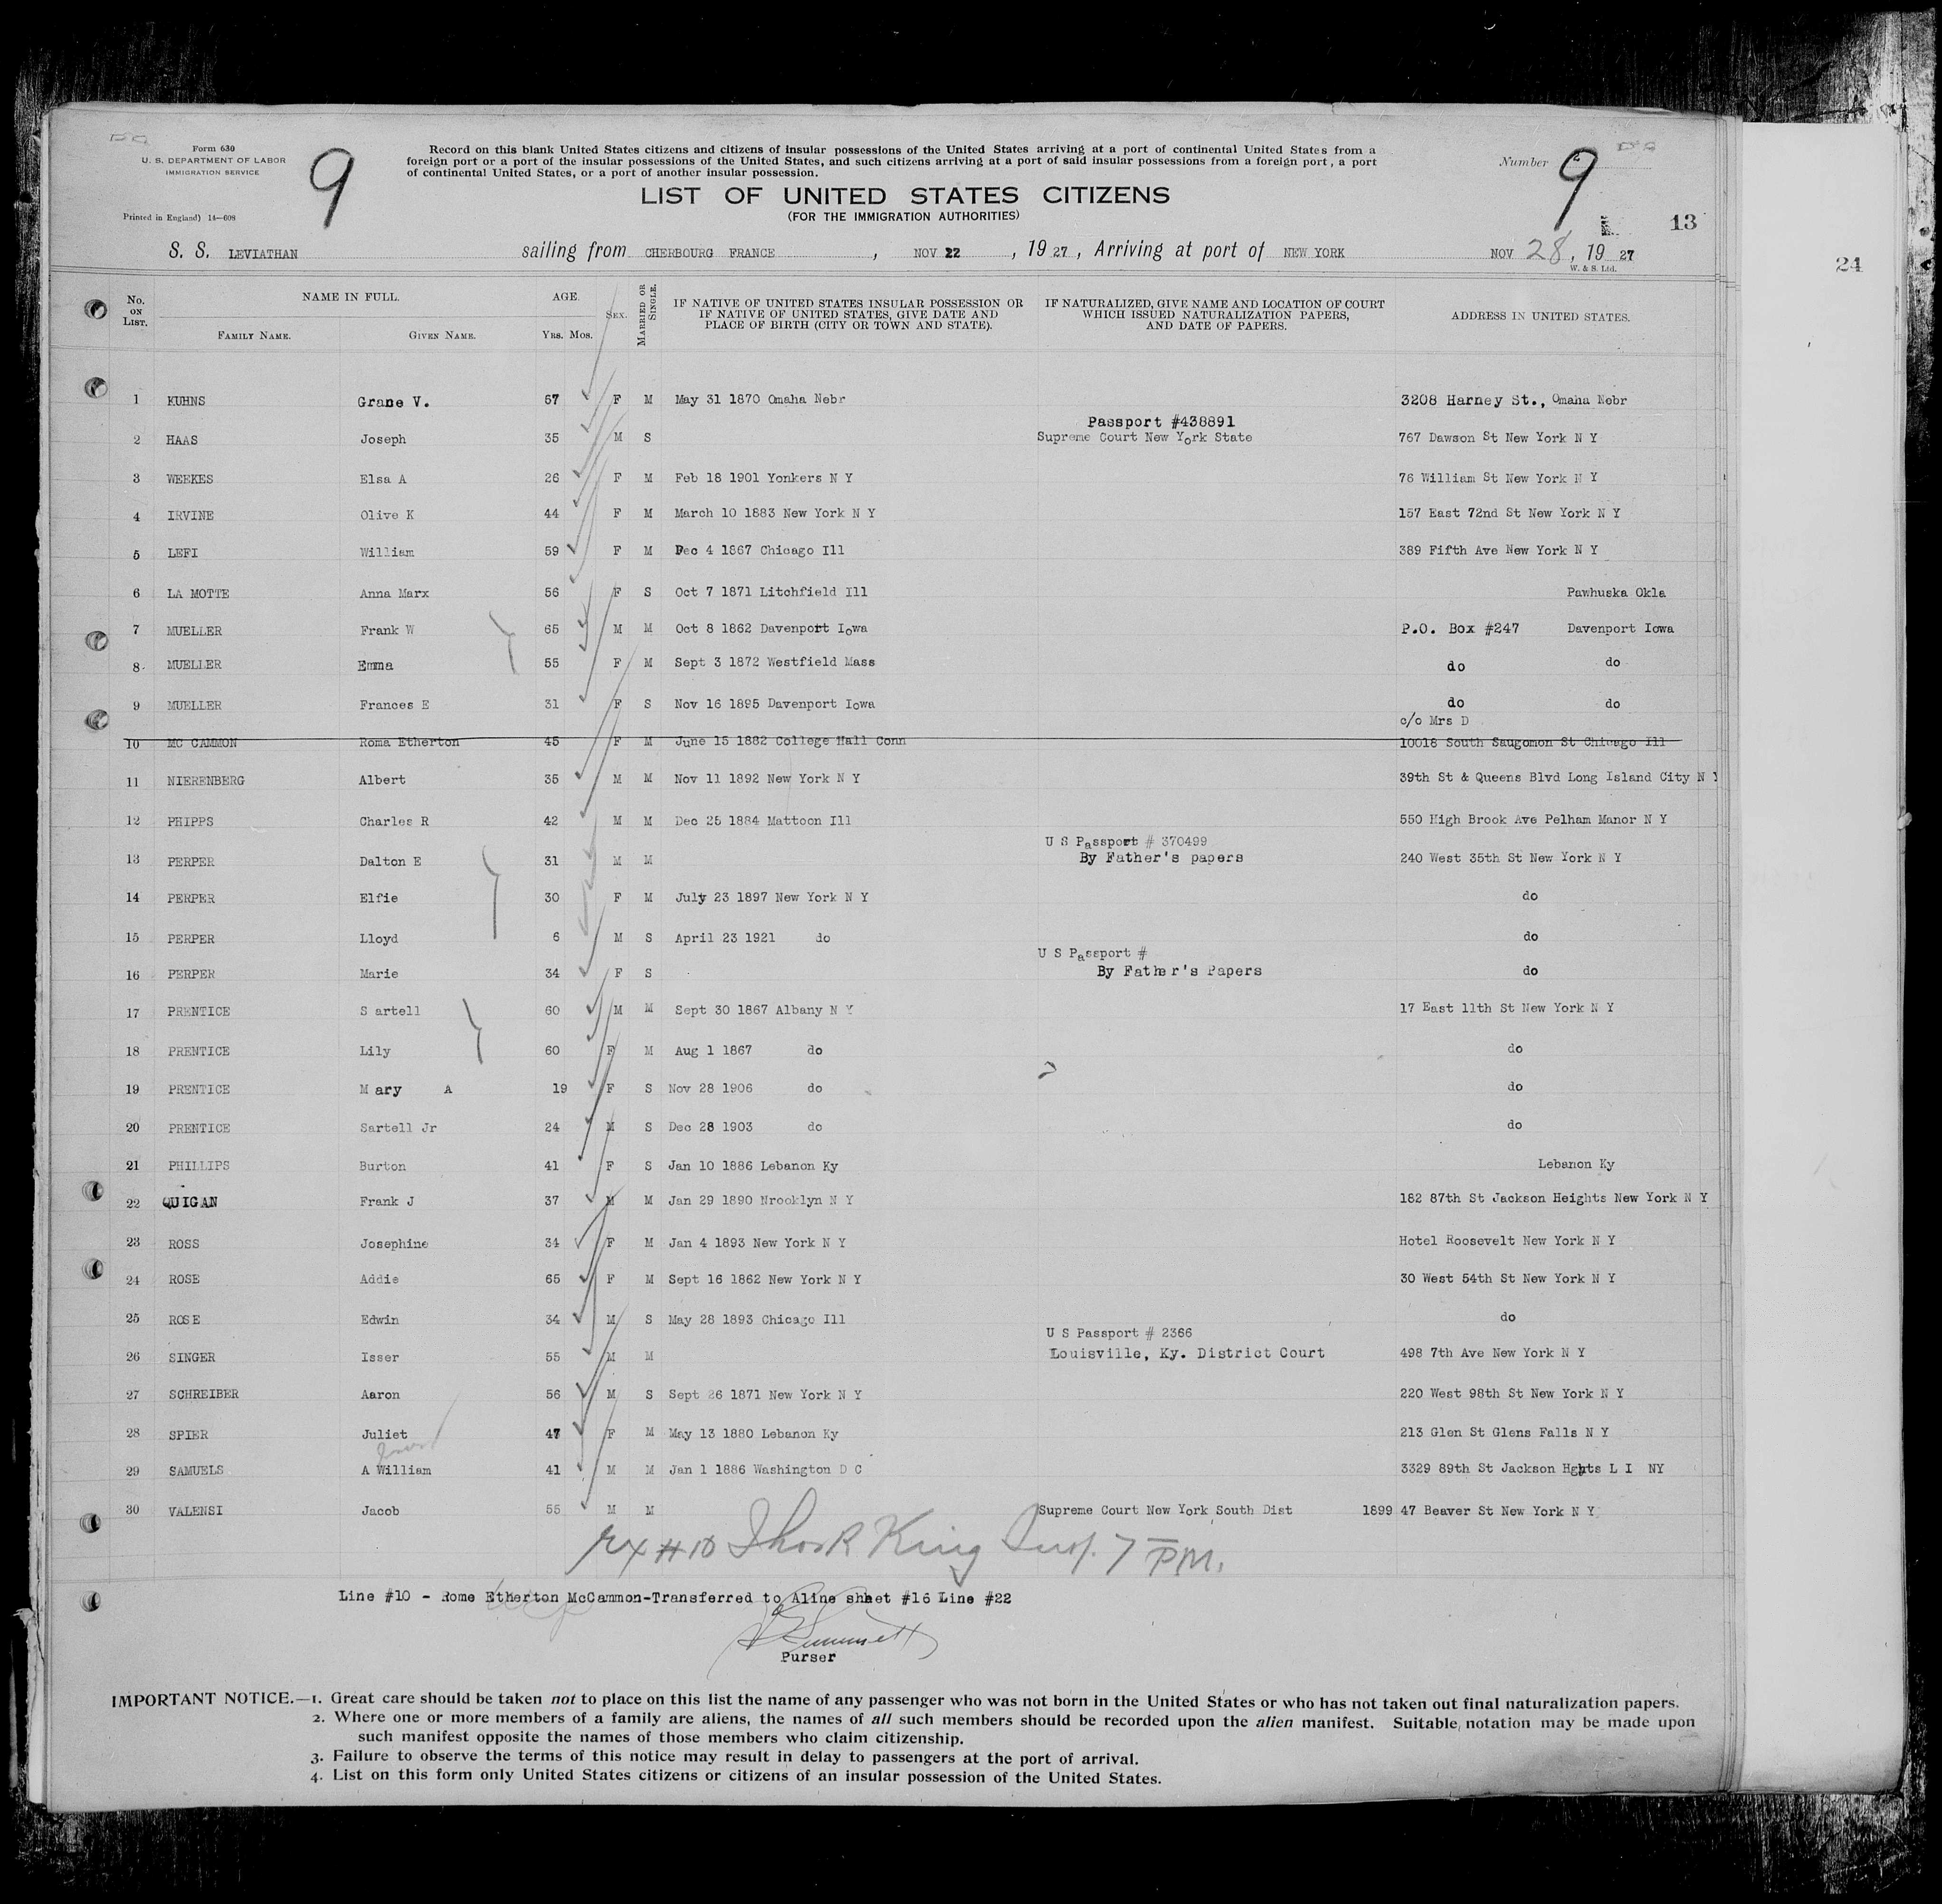 Form 630
U. S. DEPARTMENT OF LABOR
IMMIGRATION SERVICE
Printed in England) 14—608
9
Record on this blank United States citizens and citizens of insular possessions of the United States arriving at a port of continental United States from a
foreign port or a port of the insular possessions of the United States, and such citizens arriving at a port of said insular possessions from a foreign port, a port
of continental United States, or a port of another insular possession.
LIST OF UNITED STATES CITIZENS
(FOR THE IMMIGRATION AUTHORITIES)
Number 9
13
24
S. S. LEVIATHAN sailing from CHERBOURG FRANCE, NOV 22, 19 27, Arriving at port of NEW YORK NOV 28, 19 27
W. & S. Ltd.
No. ON LIST. NAME IN FULL. FAMILY NAME. GIVEN NAME. AGE. YRS. MOS. SEX. MARRIED OR SINGLE. IF NATIVE OF UNITED STATES INSULAR POSSESSION OR IF NATIVE OF UNITED STATES, GIVE DATE AND PLACE OF BIRTH (CITY OR TOWN AND STATE). IF NATURALIZED, GIVE NAME AND LOCATION OF COURT WHICH ISSUED NATURALIZATION PAPERS, AND DATE OF PAPERS. ADDRESS IN UNITED STATES.
1 KUHNS Grace V. 57 F M May 31 1870 Omaha Nebr 3208 Harney St., Omaha Nebr
Passport #438891
2 HAAS Joseph 35 M S Supreme Court New York State 767 Dawson St New York N Y
3 WEEKES Elsa A 26 F M Feb 18 1901 Yonkers N Y 76 William St New York N Y
4 IRVINE Olive K 44 F M March 10 1883 New York N Y 157 East 72nd St New York N Y
5 LEFI William 59 F M Dec 4 1867 Chicago Ill 389 Fifth Ave New York N Y
6 LA MOTTE Anna Marx 56 F S Oct 7 1871 Litchfield Ill Pawhuska Okla
7 MUELLER Frank W 65 M M Oct 8 1862 Davenport Iowa P.O. Box #247 Davenport Iowa
8 MUELLER Emma 55 F M Sept 3 1872 Westfield Mass do do
9 MUELLER Frances E 31 F S Nov 16 1895 Davenport Iowa do do
c/o Mrs D
10 MC CAMMON Roma Etherton 45 F M June 15 1882 College Hall Conn 10018 South Saugomon St Chicago Ill
11 NIERENBERG Albert 35 M M Nov 11 1892 New York N Y 39th St & Queens Blvd Long Island City N Y
12 PHIPPS Charles R 42 M M Dec 25 1884 Mattoon Ill 550 High Brook Ave Pelham Manor N Y
U S Passport # 370499
13 PERPER Dalton E 31 M M By Father's papers 240 West 35th St New York N Y
14 PERPER Elfie 30 F M July 23 1897 New York N Y do
15 PERPER Lloyd 6 M S April 23 1921 do do
U S Passport #
16 PERPER Marie 34 F S By Father's Papers do
17 PRENTICE S artell 60 M M Sept 30 1867 Albany N Y 17 East 11th St New York N Y
18 PRENTICE Lily 60 F M Aug 1 1867 do do
19 PRENTICE M ary A 19 F S Nov 28 1906 do do
20 PRENTICE Sartell Jr 24 M S Dec 28 1903 do do
21 PHILLIPS Burton 41 F S Jan 10 1886 Lebanon Ky Lebanon Ky
22 QUIGAN Frank J 37 M M Jan 29 1890 Nrooklyn N Y 182 87th St Jackson Heights New York N Y
23 ROSS Josephine 34 F M Jan 4 1893 New York N Y Hotel Roosevelt New York N Y
24 ROSE Addie 65 F M Sept 16 1862 New York N Y 30 West 54th St New York N Y
25 ROSE Edwin 34 M S May 28 1893 Chicago Ill do
U S Passport # 2366
26 SINGER Isser 55 M M Louisville, Ky. District Court 498 7th Ave New York N Y
27 SCHREIBER Aaron 56 M S Sept 26 1871 New York N Y 220 West 98th St New York N Y
28 SPIER Juliet 47 F M May 13 1880 Lebanon Ky 213 Glen St Glens Falls N Y
29 SAMUELS A William 41 M M Jan 1 1886 Washington D C 3329 89th St Jackson Hghts L I NY
30 VALENSI Jacob 55 M M Supreme Court New York South Dist 1899 47 Beaver St New York N Y
#10 King Insp. 7 PM.
Line #10 - Rome Etherton McCammon-Transferred to Aline shhet #16 Line #22
Purser
IMPORTANT NOTICE.—1. Great care should be taken not to place on this list the name of any passenger who was not born in the United States or who has not taken out final naturalization papers.
2. Where one or more members of a family are aliens, the names of all such members should be recorded upon the alien manifest. Suitable notation may be made upon
such manifest opposite the names of those members who claim citizenship.
3. Failure to observe the terms of this notice may result in delay to passengers at the port of arrival.
4. List on this form only United States citizens or citizens of an insular possession of the United States.